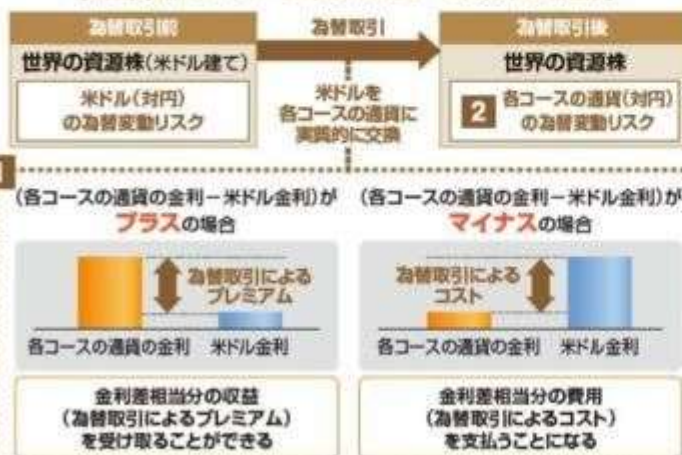 為替取引前
為替取引
為替取引後
世界の資源株(米ドル建て)
世界の資源株
米ドル(対円)
の為替変動リスク
米ドルを
各コースの通貨に
実質的に交換
2
各コースの通貨(対円)
の為替変動リスク
(各コースの通貨の金利-米ドル金利)が
プラスの場合
(各コースの通貨の金利-米ドル金利)が
マイナスの場合
為替取引による
プレミアム
為替取引による
コスト
各コースの通貨の金利
米ドル金利
各コースの通貨の金利
米ドル金利
金利差相当分の収益
(為替取引によるプレミアム)
を受け取ることができる
金利差相当分の費用
(為替取引によるコスト)
を支払うことになる